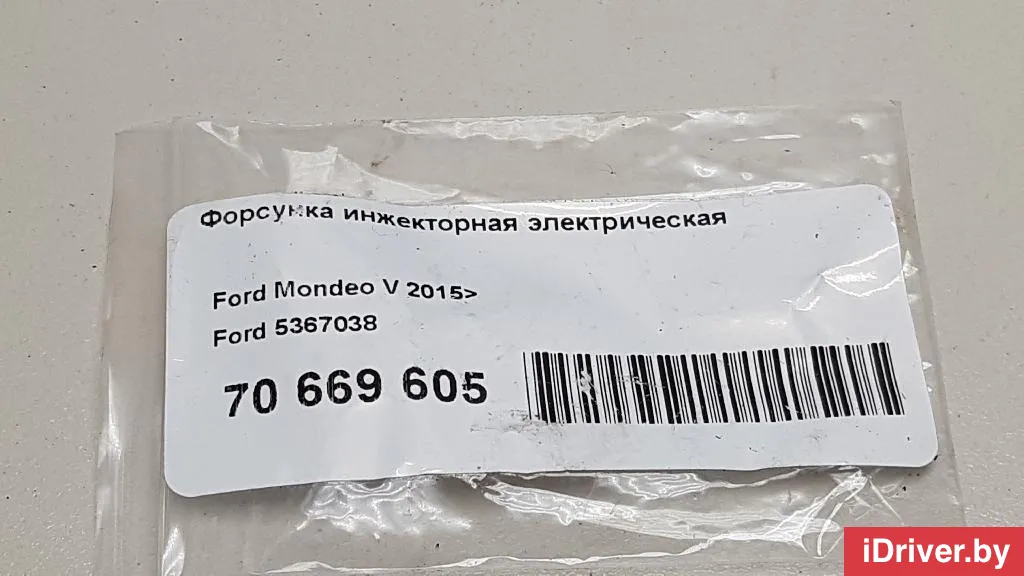 Форсунка инжекторная электрическая
Ford Mondeo V 2015>
Ford 5367038
70 669 605
iDriver.by